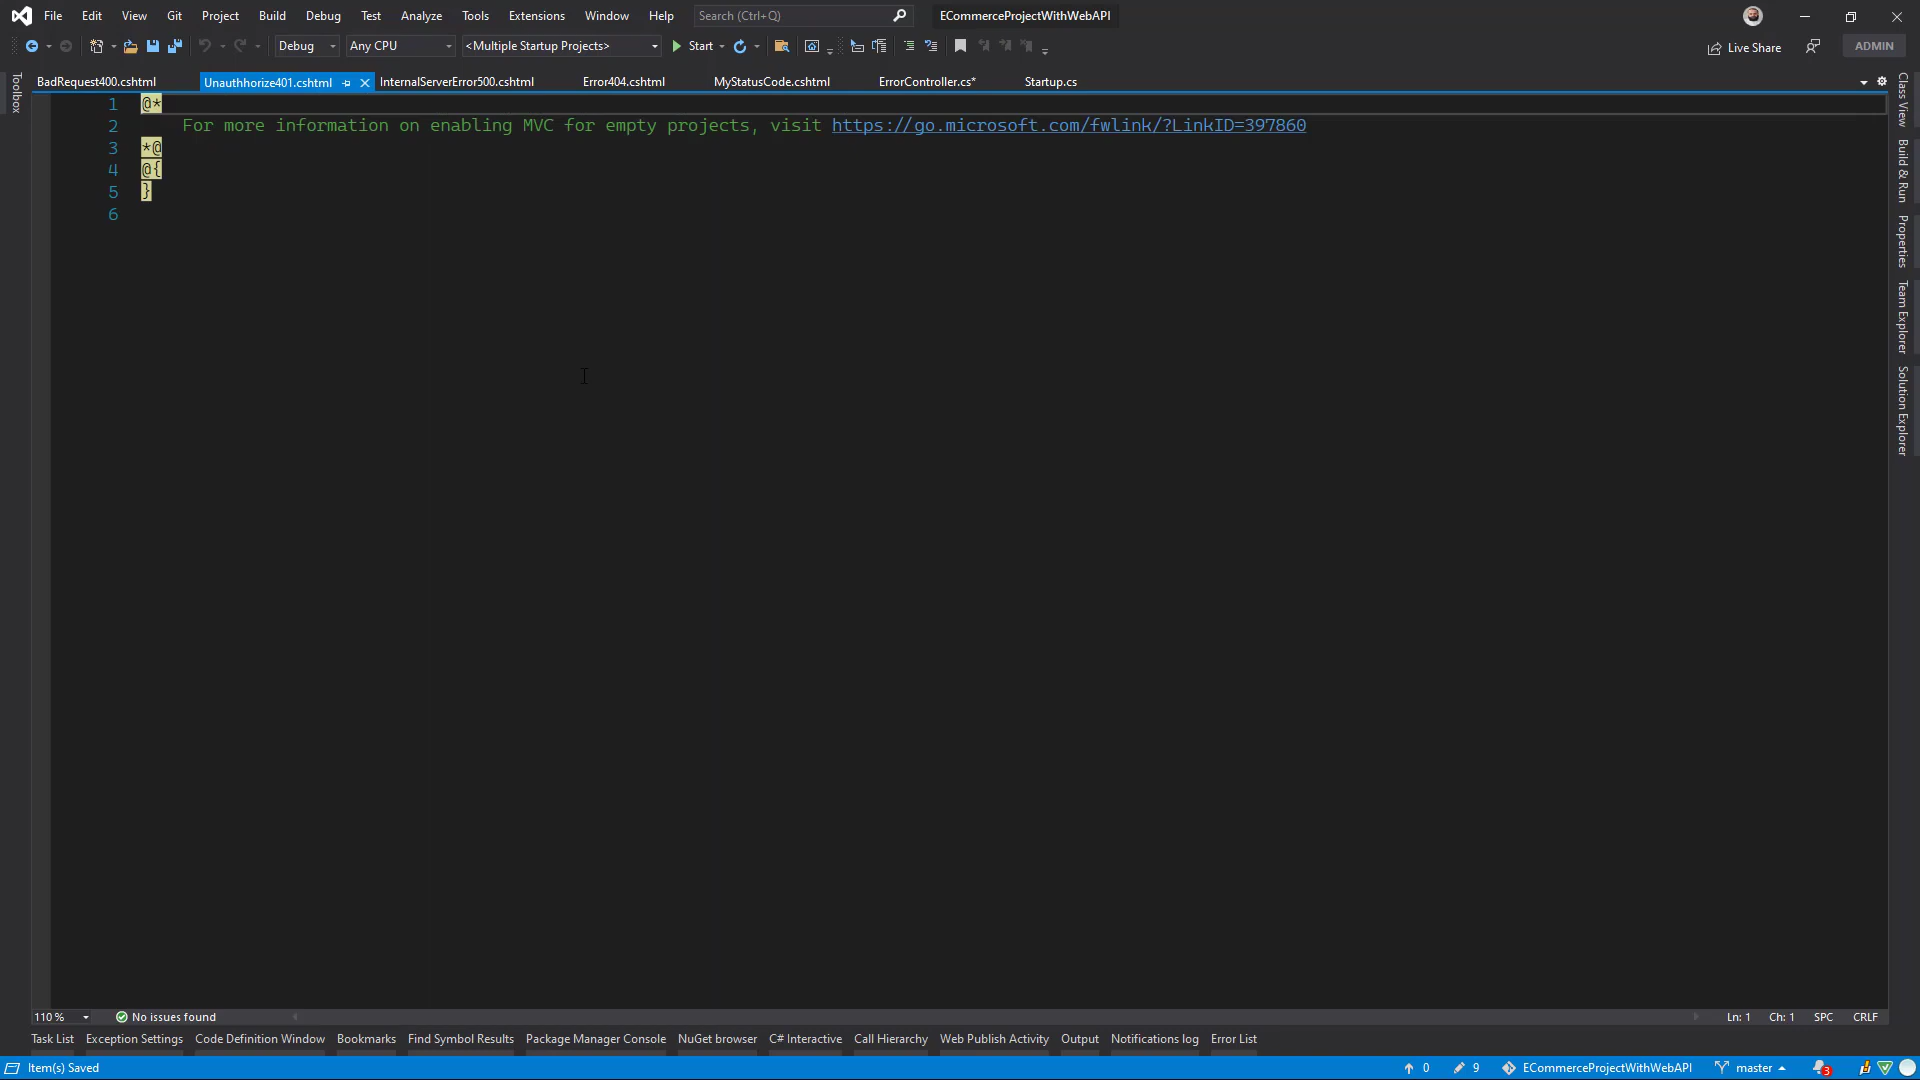 File Edit View Git Project Build Debug Test Analyze Tools Extensions Window Help Search (Ctrl+Q) ECommerceProjectWithWebAPI
Debug Any CPU <Multiple Startup Projects> Start Live Share ADMIN
BadRequest400.cshtml Unauthhorize401.cshtml InternalServerError500.cshtml Error404.cshtml MyStatusCode.cshtml ErrorController.cs* Startup.cs
Toolbox
1 @*
2 For more information on enabling MVC for empty projects, visit https://go.microsoft.com/fwlink/?LinkID=397860
3 *@
4 @{
5 }
6
Class View
Build & Run
Properties
Team Explorer
Solution Explorer
110 % No issues found Ln: 1 Ch: 1 SPC CRLF
Task List Exception Settings Code Definition Window Bookmarks Find Symbol Results Package Manager Console NuGet browser C# Interactive Call Hierarchy Web Publish Activity Output Notifications log Error List
Item(s) Saved 0 9 ECommerceProjectWithWebAPI master 3